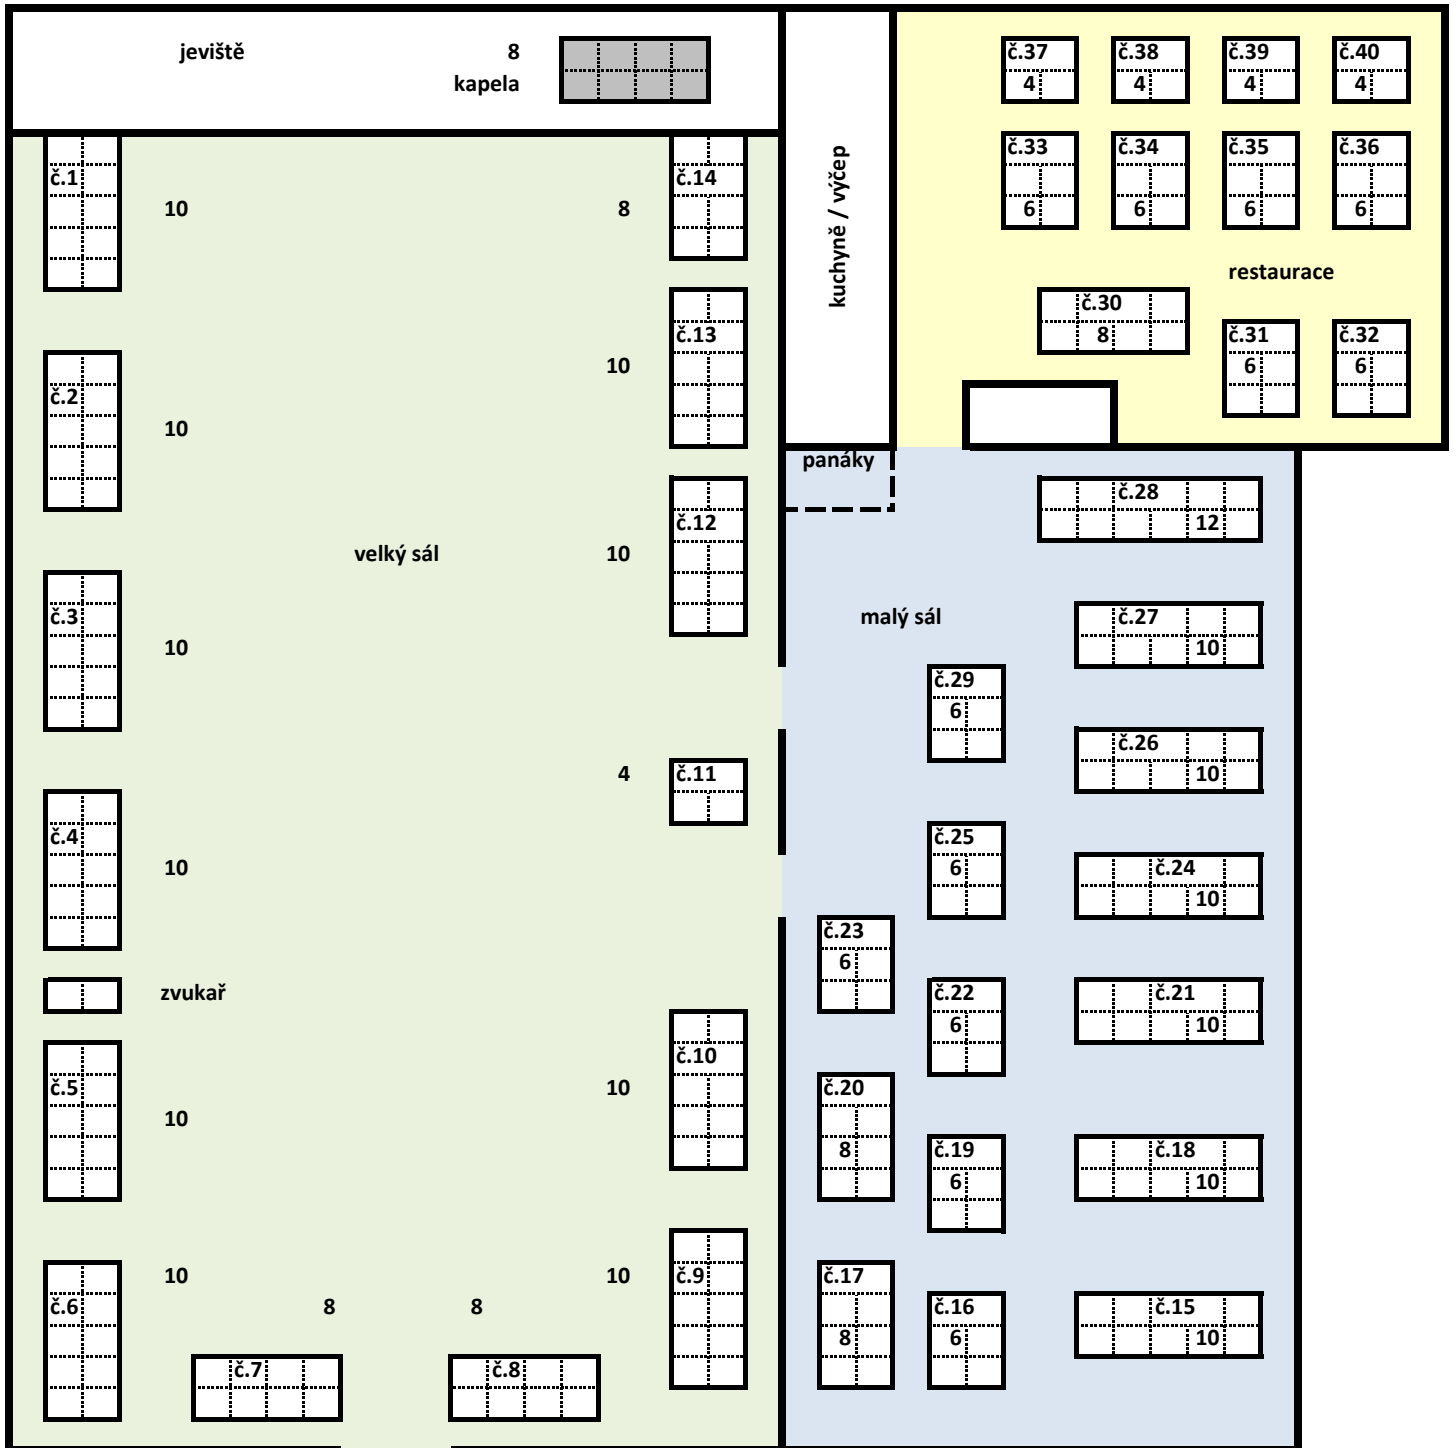 jeviště 8
kapela
č.37 č.38 č.39 č.40
4 4 4 4
č.33 č.34 č.35 č.36
6 6 6 6
č.1 č.14
10 8
kuchyně / výčep
restaurace
č.30
8
č.31 č.32
6 6
č.13
10
č.2
10
panáky
č.28
12
č.12
velký sál 10
č.3
10
malý sál
č.27
10
č.29
6
č.26
10
4 č.11
č.4
10
č.25
6
č.24
10
č.23
6
zvukař
č.22
6
č.21
10
č.10
10
č.5
10
č.20
8
č.19
6
č.18
10
10 10 č.9
č.6
8 8
č.17
8
č.16
6
č.15
10
č.7 č.8